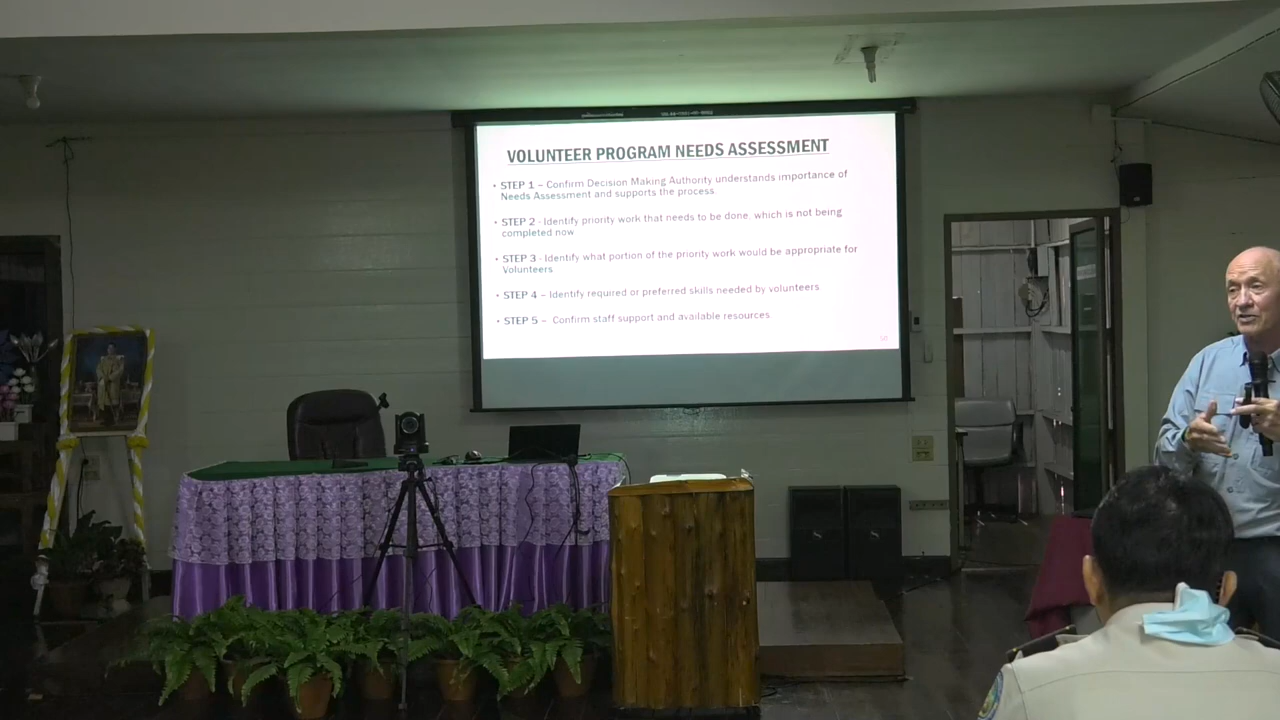 VOLUNTEER PROGRAM NEEDS ASSESSMENT
• STEP 1 – Confirm Decision Making Authority understands importance of
Needs Assessment and supports the process
• STEP 2 - Identify priority work that needs to be done, which is not being
completed now
• STEP 3 - Identify what portion of the priority work would be appropriate for
Volunteers
• STEP 4 – Identify required or preferred skills needed by volunteers
• STEP 5 – Confirm staff support and available resources